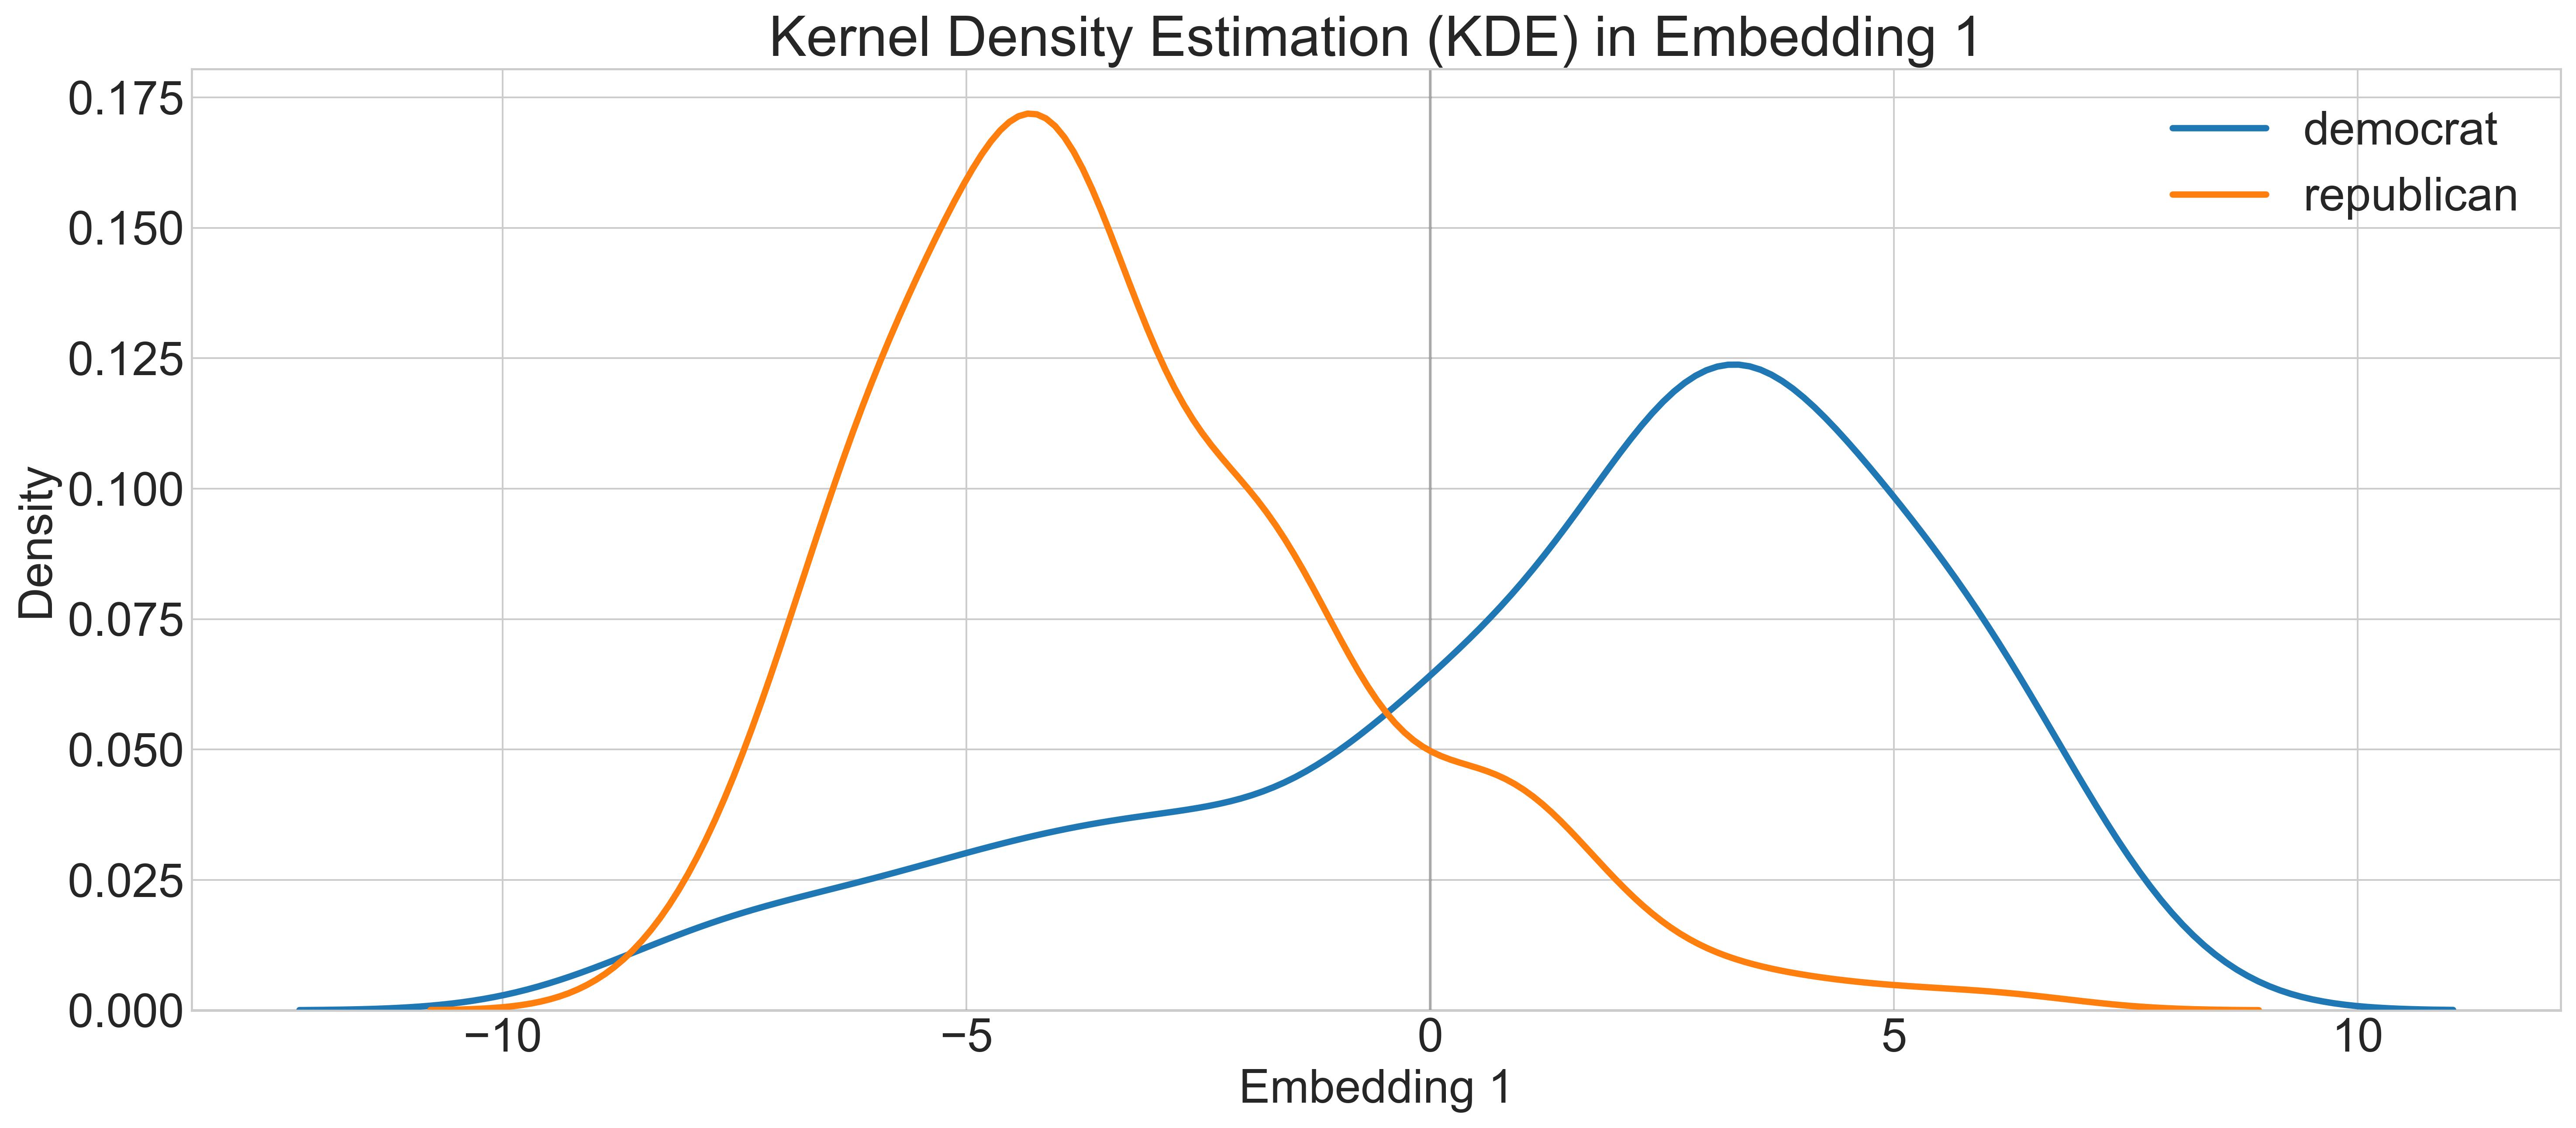 Kernel Density Estimation (KDE) in Embedding 1
democrat
republican
Density
0.175
0.150
0.125
0.100
0.075
0.050
0.025
0.000
−10
−5
0
5
10
Embedding 1